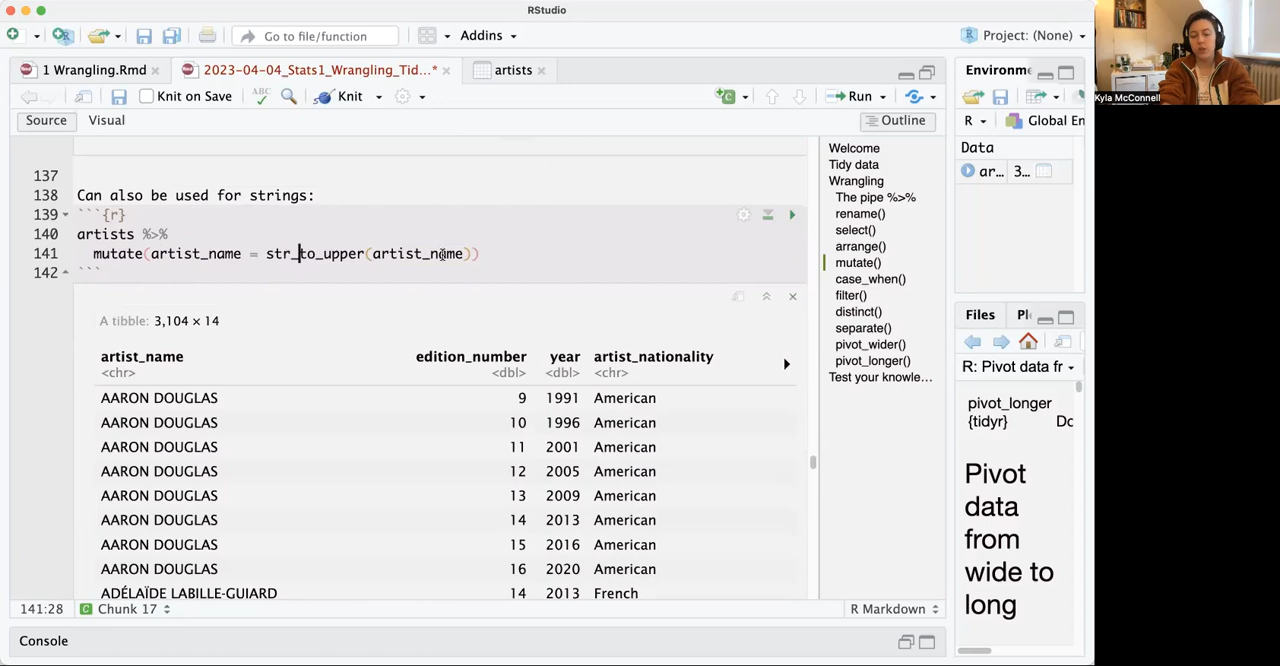 RStudio
Go to file/function
Addins
Project: (None)
1 Wrangling.Rmd
2023-04-04_Stats1_Wrangling_Tid...*
artists
Knit on Save
ABC
Knit
Run
Source
Visual
Outline
137
138 Can also be used for strings:
139 ```{r}
140 artists %>%
141 mutate(artist_name = str_to_upper(artist_name))
142 ```
A tibble: 3,104 × 14
artist_name edition_number year artist_nationality
<chr> <dbl> <dbl> <chr>
AARON DOUGLAS 9 1991 American
AARON DOUGLAS 10 1996 American
AARON DOUGLAS 11 2001 American
AARON DOUGLAS 12 2005 American
AARON DOUGLAS 13 2009 American
AARON DOUGLAS 14 2013 American
AARON DOUGLAS 15 2016 American
AARON DOUGLAS 16 2020 American
ADÉLAÏDE LABILLE-GUIARD 14 2013 French
141:28
Chunk 17
R Markdown
Console
Welcome
Tidy data
Wrangling
The pipe %>%
rename()
select()
arrange()
mutate()
case_when()
filter()
distinct()
separate()
pivot_wider()
pivot_longer()
Test your knowle...
Environme
R
Global En
Data
ar... 3...
Files
R: Pivot data fr
pivot_longer
{tidyr} Do
Pivot
data
from
wide to
long
Kyla McConnell